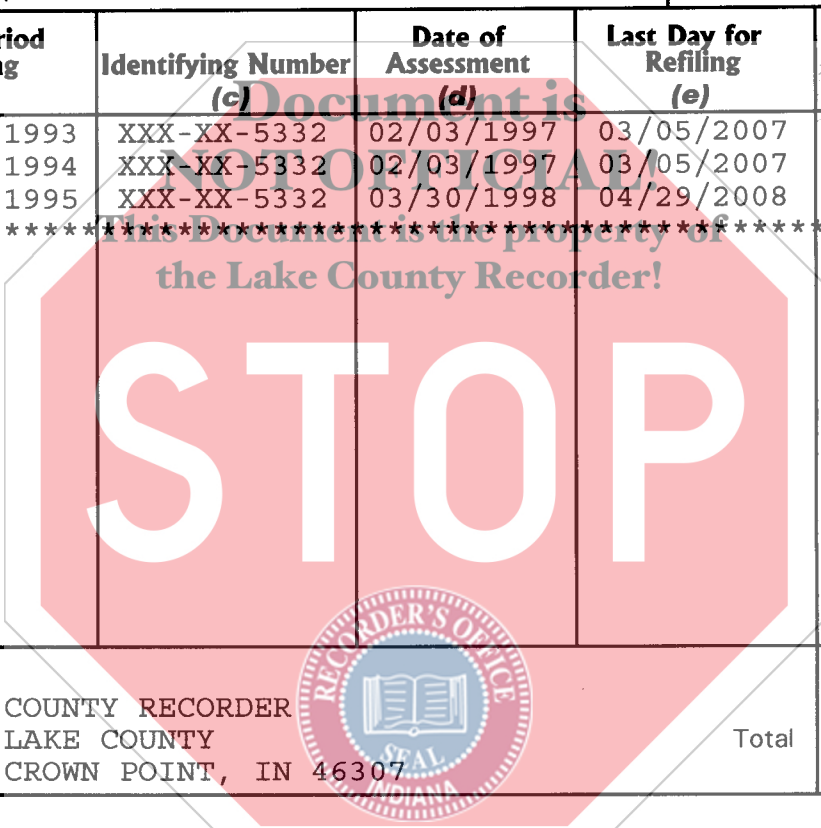 riod Date of Last Day for
g Identifying Number Assessment Refiling
(c) (d) (e)
1993 XXX-XX-5332 02/03/1997 03/05/2007
1994 XXX-XX-5332 02/03/1997 03/05/2007
1995 XXX-XX-5332 03/30/1998 04/29/2008
Document is
NOT OFFICIAL!
This Document is the property of
the Lake County Recorder!
STOP
RECORDER'S OFFICE
SEAL
INDIANA
COUNTY RECORDER
LAKE COUNTY Total
CROWN POINT, IN 46307